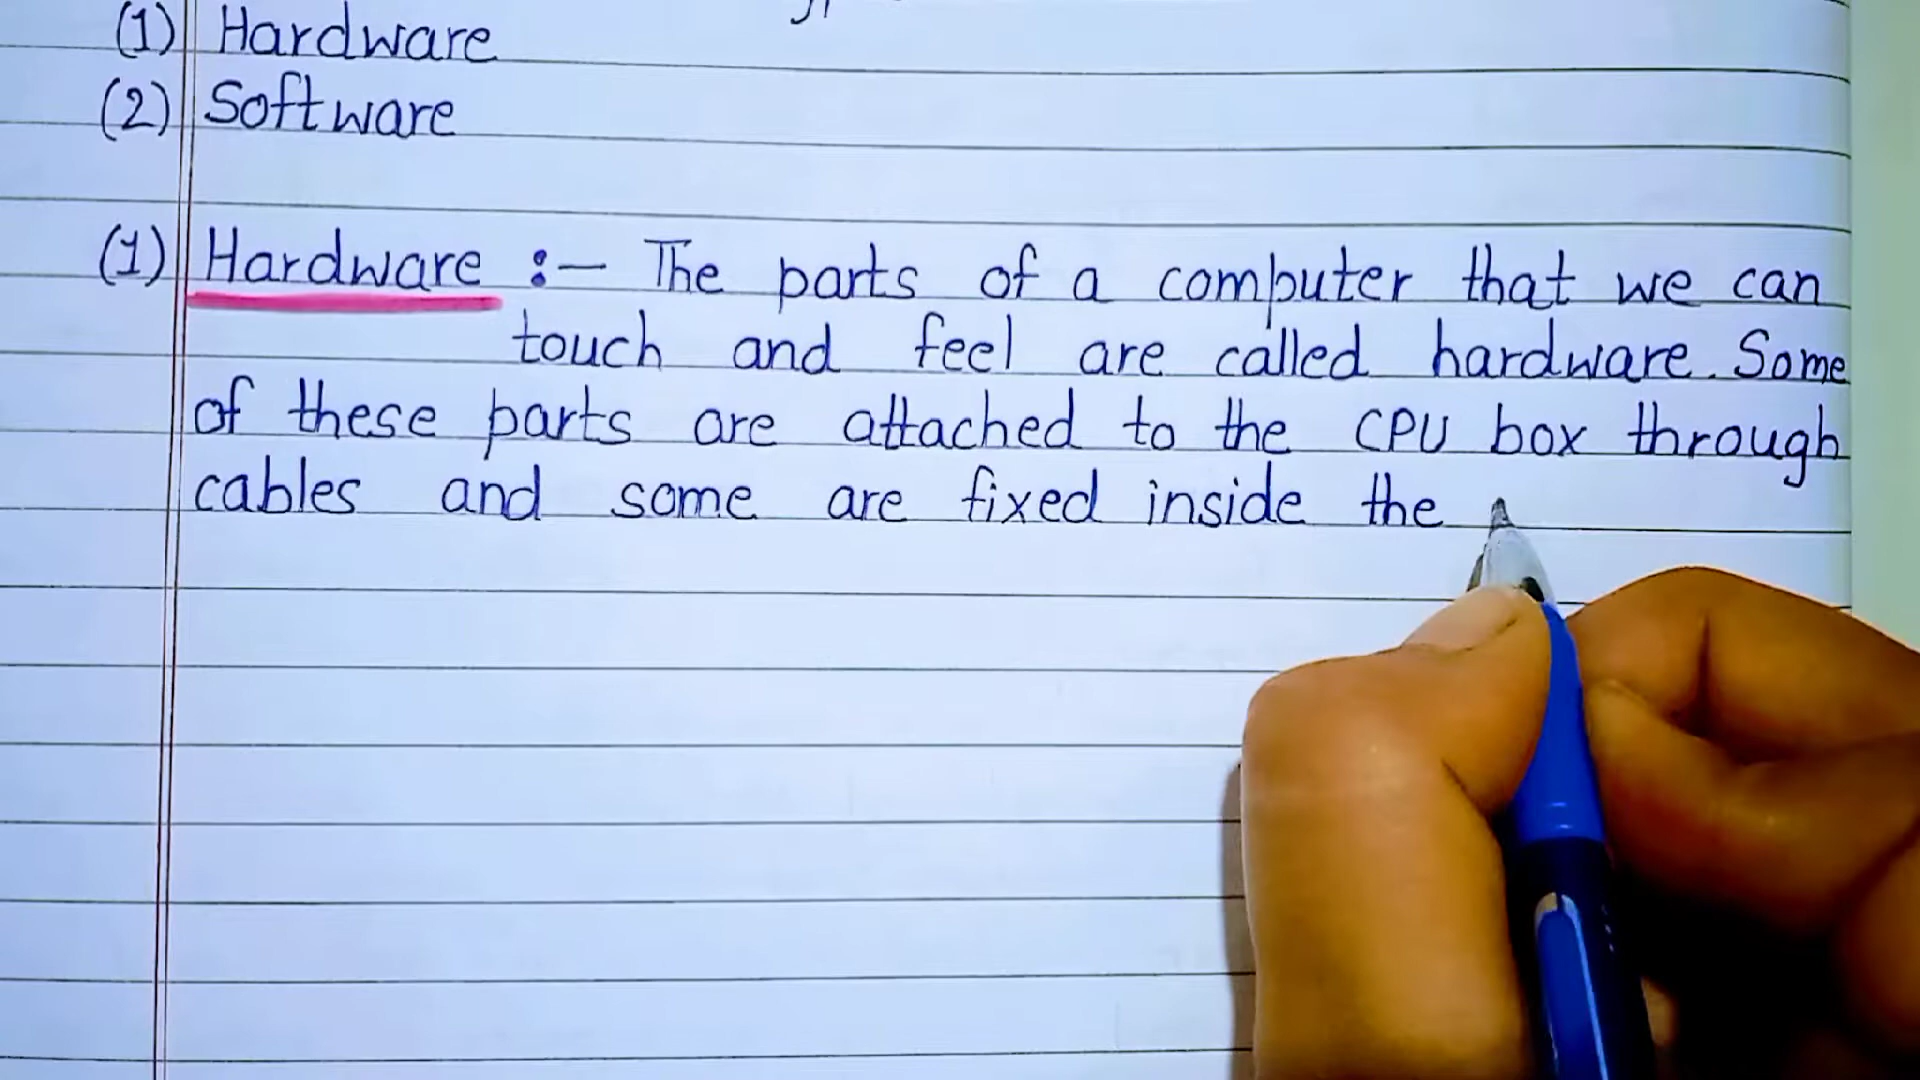 (1) Hardware
(2) Software
(1) Hardware :- The parts of a computer that we can
touch and feel are called hardware. Some
of these parts are attached to the CPU box through
cables and some are fixed inside the